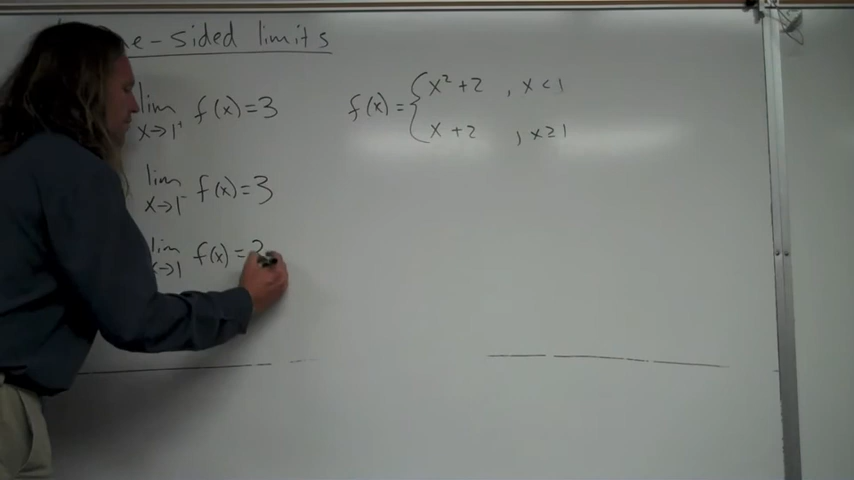 e-sided limits
lim f(x) = 3
x→1⁺
f(x) = { x² + 2 , x < 1
x + 2 , x ≥ 1
lim f(x) = 3
x→1⁻
lim f(x) =
x→1